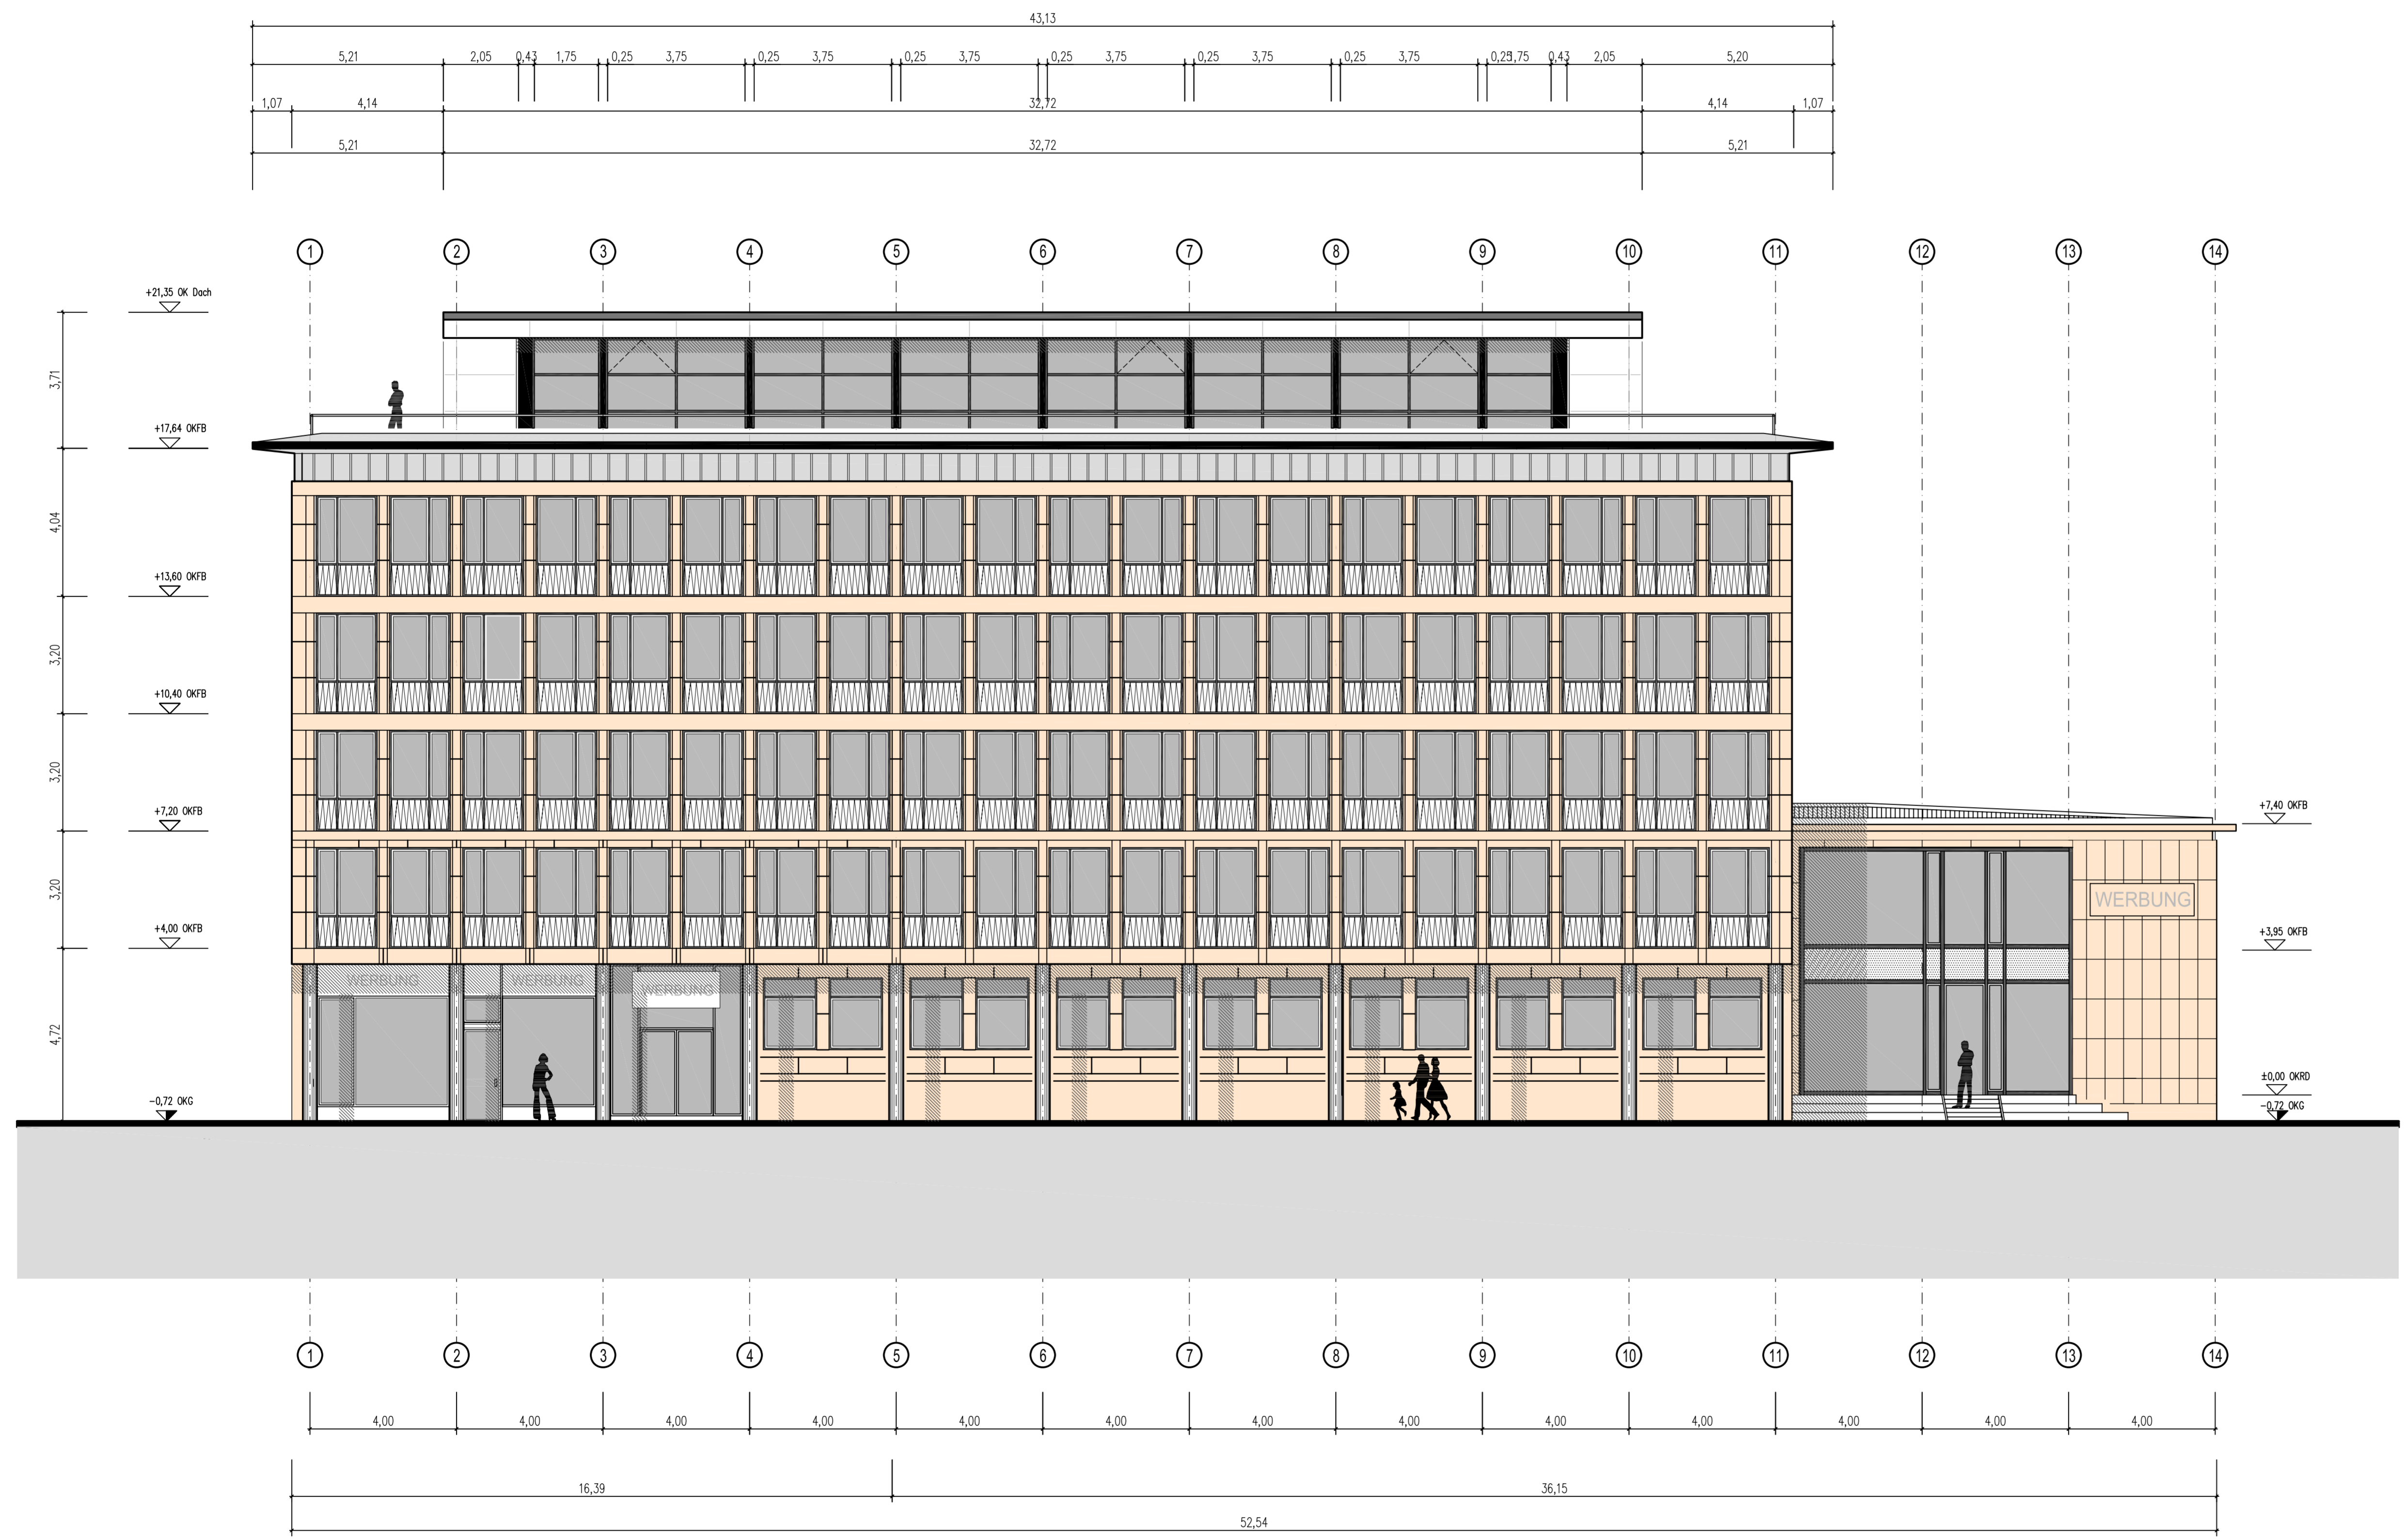 43,13
5,21 2,05 0,43 1,75 0,25 3,75 0,25 3,75 0,25 3,75 0,25 3,75 0,25 3,75 0,25 3,75 0,25 1,75 0,43 2,05 5,20
1,07 4,14 32,72 4,14 1,07
5,21 32,72 5,21
1 2 3 4 5 6 7 8 9 10 11 12 13 14
+21,35 OK Dach
3,71
+17,64 OKFB
4,04
+13,60 OKFB
3,20
+10,40 OKFB
3,20
+7,20 OKFB
+7,40 OKFB
3,20
WERBUNG
+4,00 OKFB
+3,95 OKFB
WERBUNG WERBUNG WERBUNG
4,72
±0,00 OKRD
-0,72 OKG
-0,72 OKG
1 2 3 4 5 6 7 8 9 10 11 12 13 14
4,00 4,00 4,00 4,00 4,00 4,00 4,00 4,00 4,00 4,00 4,00 4,00 4,00
16,39 36,15
52,54